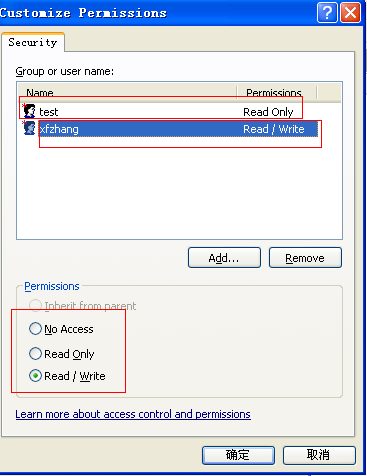 Customize Permissions
Security
Group or user name:
Name Permissions
test Read Only
xfzhang Read / Write
Add... Remove
Permissions
Inherit from parent
No Access
Read Only
Read / Write
Learn more about access control and permissions
确定 取消